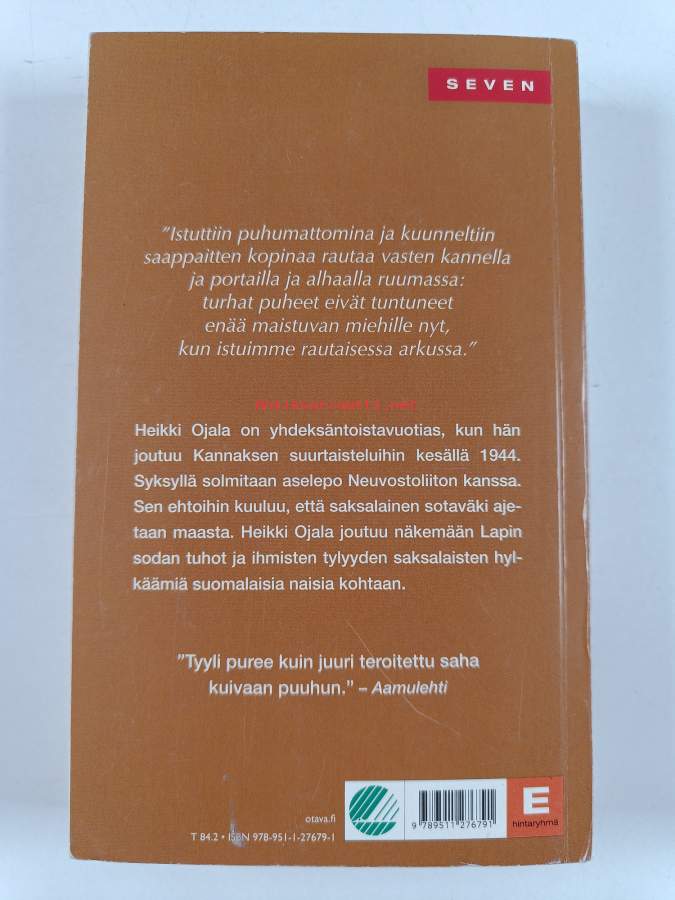 SEVEN
"Istuttiin puhumattomina ja kuunneltiin
saappaitten kopinaa rautaa vasten kannella
ja portailla ja alhaalla ruumassa:
turhat puheet eivät tuntuneet
enää maistuvan miehille nyt,
kun istuimme rautaisessa arkussa."
Heikki Ojala on yhdeksäntoistavuotias, kun hän
joutuu Kannaksen suurtaisteluihin kesällä 1944.
Syksyllä solmitaan aselepo Neuvostoliiton kanssa.
Sen ehtoihin kuuluu, että saksalainen sotaväki aje-
taan maasta. Heikki Ojala joutuu näkemään Lapin
sodan tuhot ja ihmisten tylyyden saksalaisten hyl-
käämiä suomalaisia naisia kohtaan.
"Tyyli puree kuin juuri teroitettu saha
kuivaan puuhun." – Aamulehti
otava.fi
T 84.2 • ISBN 978-951-1-27679-1
9 789511 276791
E
hintaryhmä